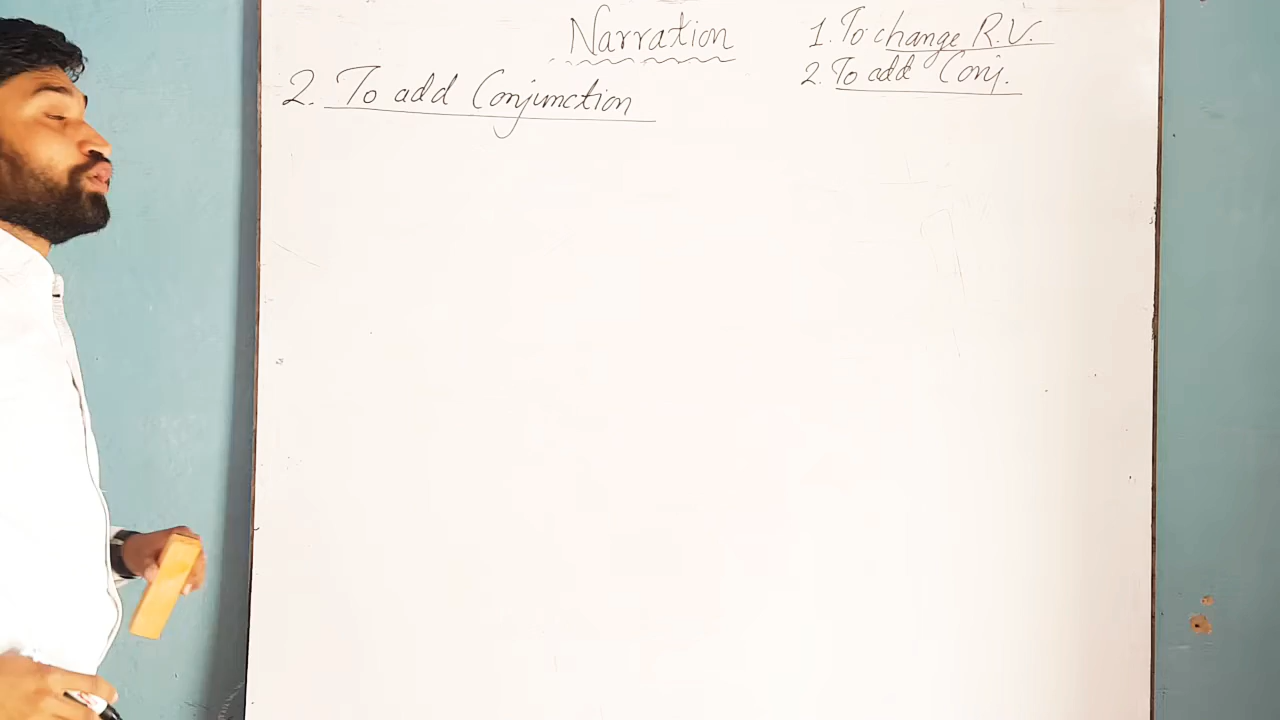 Narration
1. To change R.V.
2. To add Conj.
2. To add Conjunction